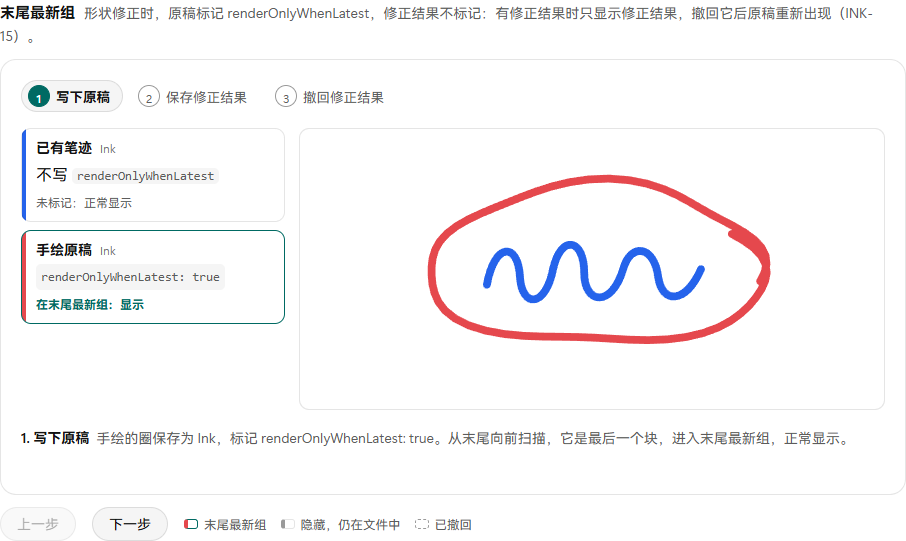 末尾最新组 形状修正时，原稿标记 renderOnlyWhenLatest，修正结果不标记：有修正结果时只显示修正结果，撤回它后原稿重新出现（INK-
15）。
1 写下原稿 2 保存修正结果 3 撤回修正结果
已有笔迹 Ink
不写 renderOnlyWhenLatest
未标记：正常显示
手绘原稿 Ink
renderOnlyWhenLatest: true
在末尾最新组：显示
1. 写下原稿 手绘的圈保存为 Ink，标记 renderOnlyWhenLatest: true。从末尾向前扫描，它是最后一个块，进入末尾最新组，正常显示。
上一步 下一步 末尾最新组 隐藏，仍在文件中 已撤回